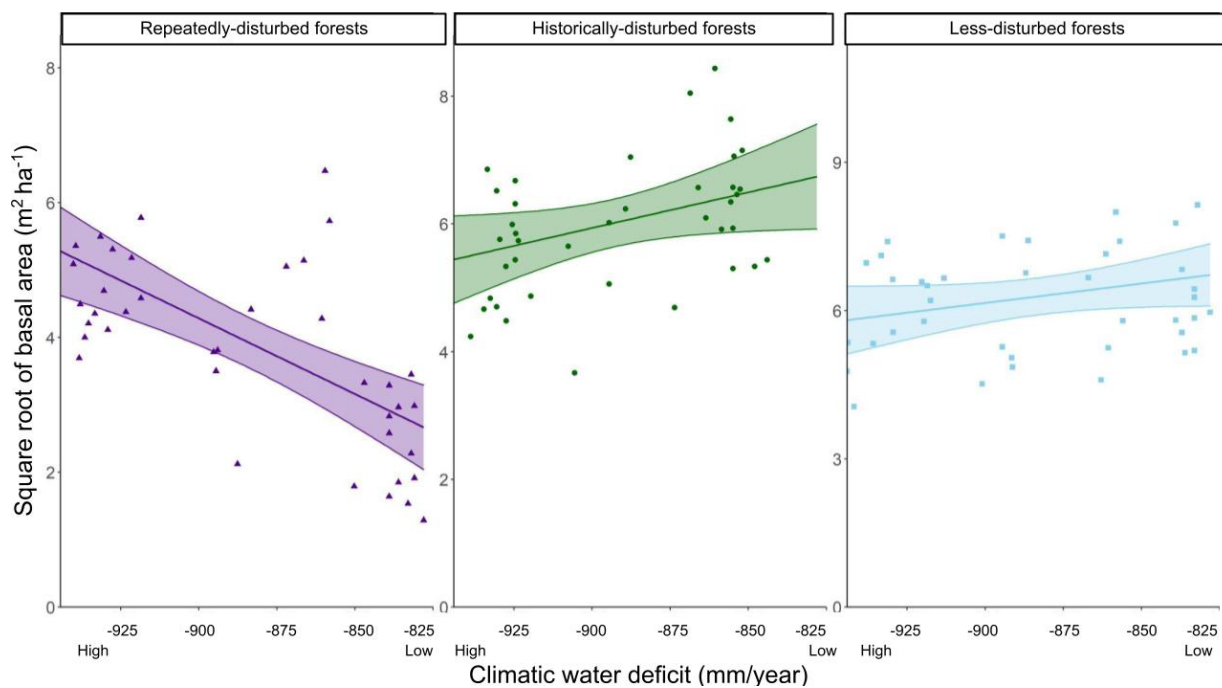 Repeatedly-disturbed forests
Historically-disturbed forests
Less-disturbed forests
Square root of basal area (m² ha⁻¹)
8
6
4
2
0
8
6
4
2
0
9
6
3
0
-925 -900 -875 -850 -825
-925 -900 -875 -850 -825
-925 -900 -875 -850 -825
High Low
High Low
High Low
Climatic water deficit (mm/year)